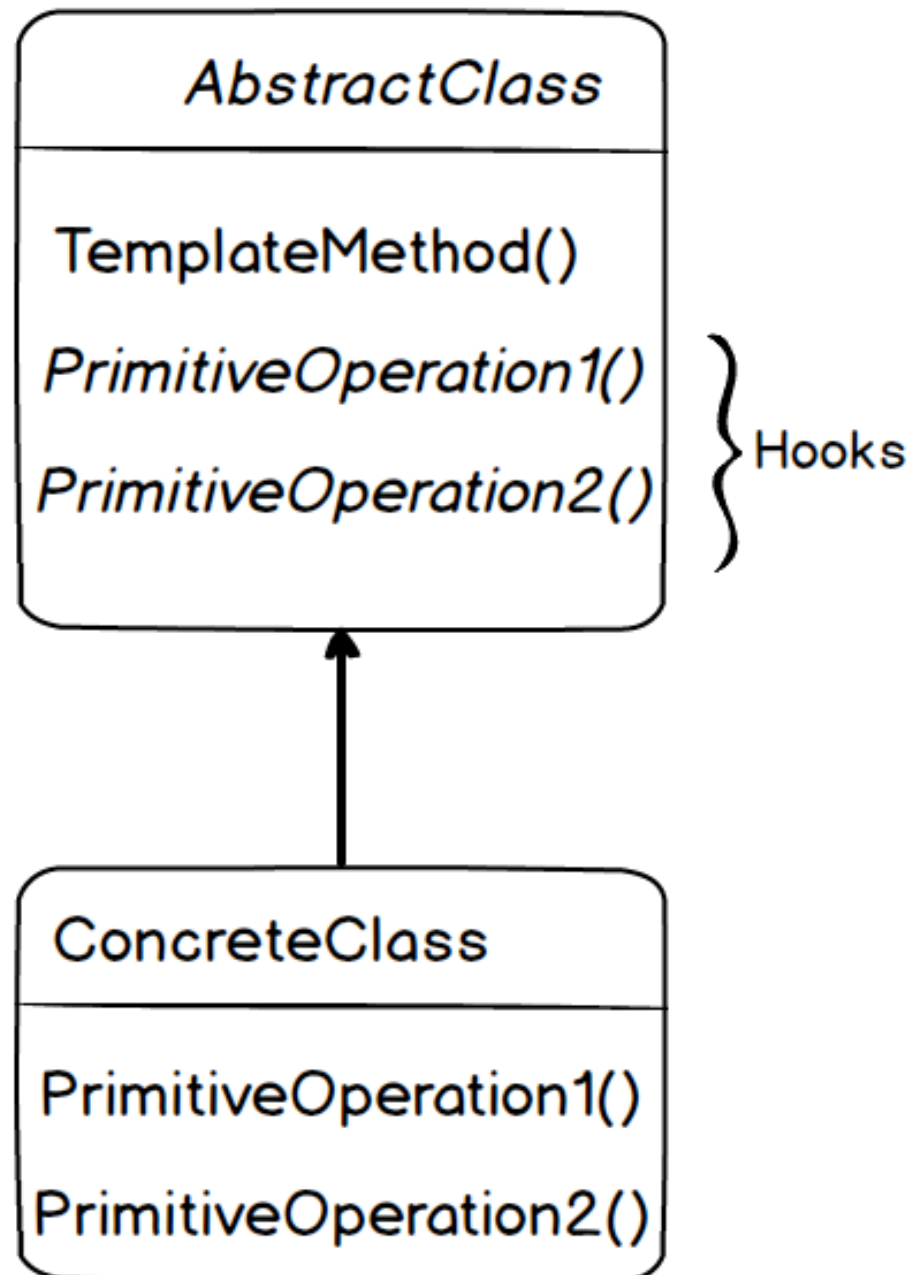 AbstractClass
TemplateMethod()
PrimitiveOperation1()
PrimitiveOperation2()
Hooks
ConcreteClass
PrimitiveOperation1()
PrimitiveOperation2()